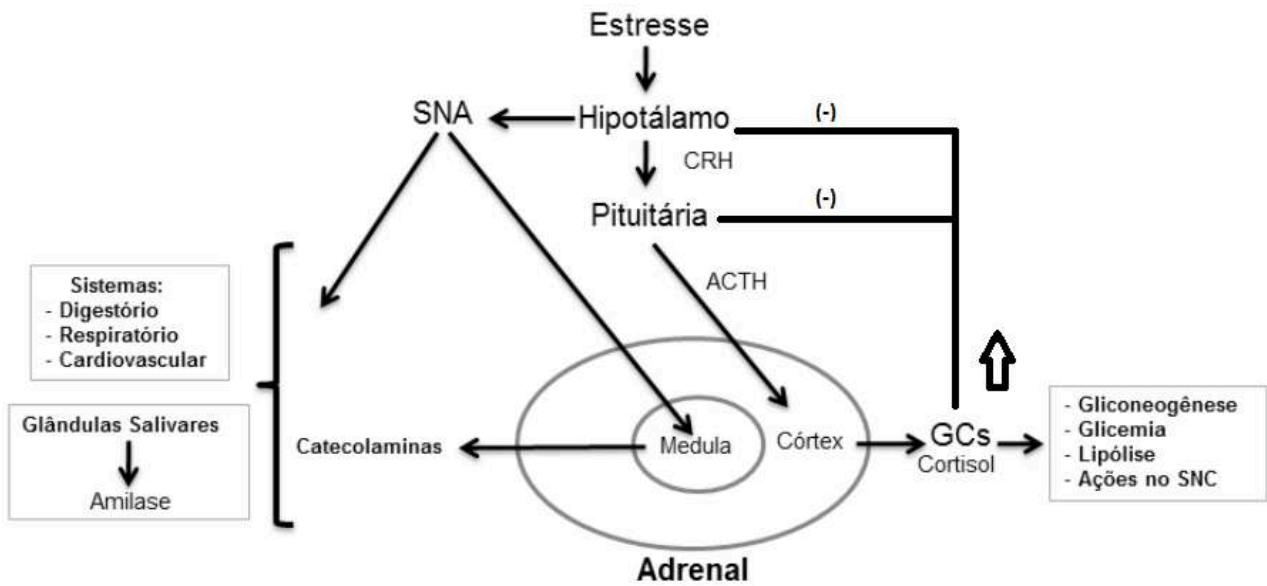 Estresse
SNA
Hipotálamo
(-)
CRH
Pituitária
(-)
ACTH
Sistemas:
- Digestório
- Respiratório
- Cardiovascular
Glândulas Salivares
Amilase
Catecolaminas
Medula
Córtex
GCs
Cortisol
- Gliconeogênese
- Glicemia
- Lipólise
- Ações no SNC
Adrenal